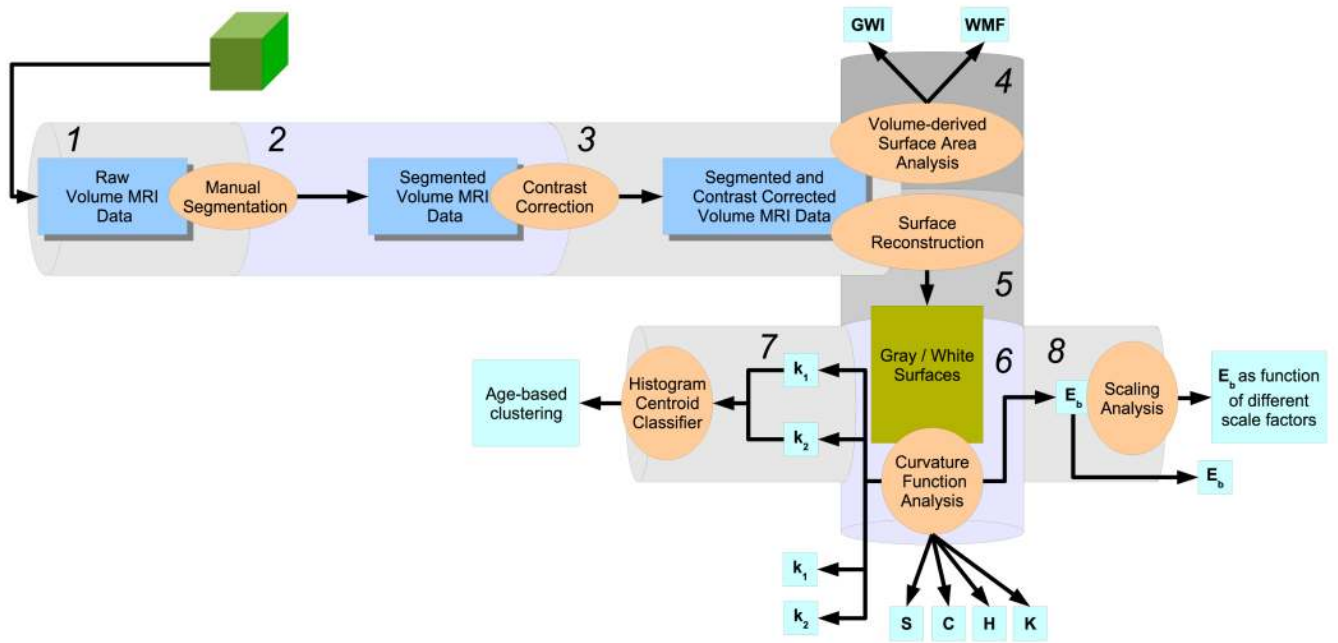 GWI
WMF
4
1
2
3
Volume-derived
Surface Area
Analysis
Raw
Volume MRI
Data
Manual
Segmentation
Segmented
Volume MRI
Data
Contrast
Correction
Segmented and
Contrast Corrected
Volume MRI Data
Surface
Reconstruction
5
7
6
8
Age-based
clustering
Histogram
Centroid
Classifier
k1
k2
Gray / White
Surfaces
Eb
Scaling
Analysis
Eb as function
of different
scale factors
Curvature
Function
Analysis
Eb
k1
k2
S
C
H
K